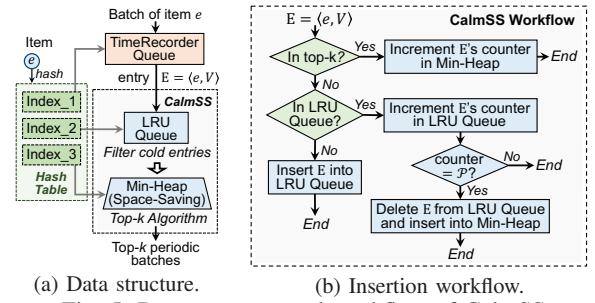 Batch of item e
Item
e
hash
TimeRecorder
Queue
entry
E = ⟨e, V⟩
CalmSS
Index_1
Index_2
Index_3
Hash
Table
LRU
Queue
Filter cold entries
Min-Heap
(Space-Saving)
Top-k Algorithm
Top-k periodic
batches
(a) Data structure.
E = ⟨e, V⟩
CalmSS Workflow
In top-k?
Yes
Increment E's counter
in Min-Heap
End
No
In LRU
Queue?
Yes
Increment E's counter
in LRU Queue
No
Insert E into
LRU Queue
End
counter
= P?
No
End
Yes
Delete E from LRU Queue
and insert into Min-Heap
End
(b) Insertion workflow.